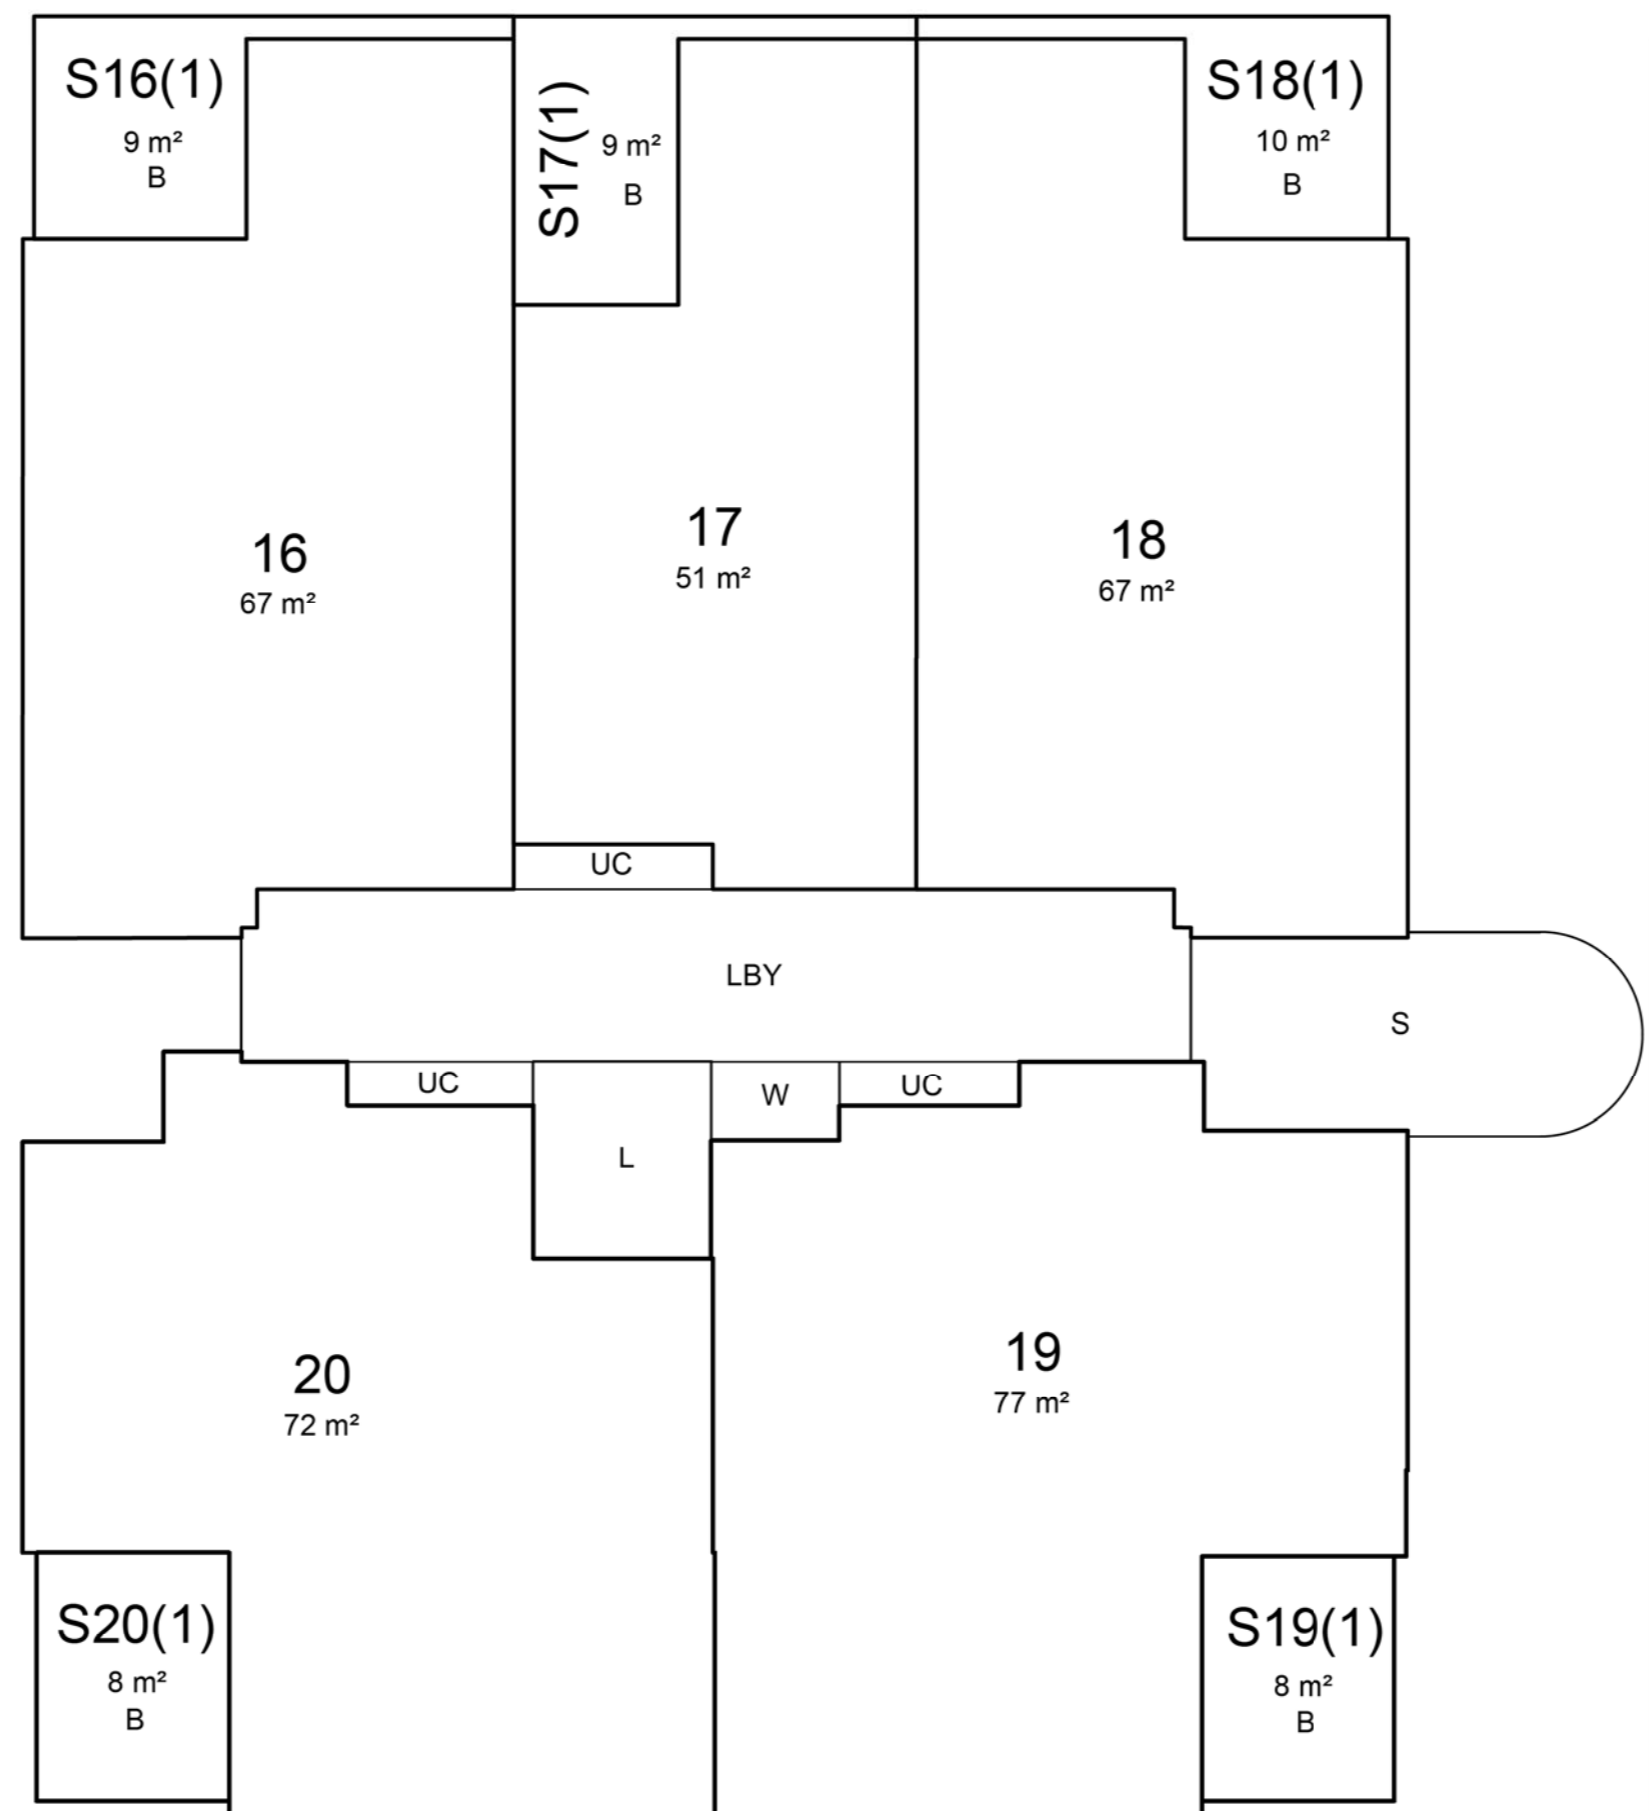 S16(1)
9 m²
B
S17(1)
9 m²
B
S18(1)
10 m²
B
16
67 m²
17
51 m²
18
67 m²
UC
LBY
S
UC
L
W
UC
20
72 m²
19
77 m²
S20(1)
8 m²
B
S19(1)
8 m²
B